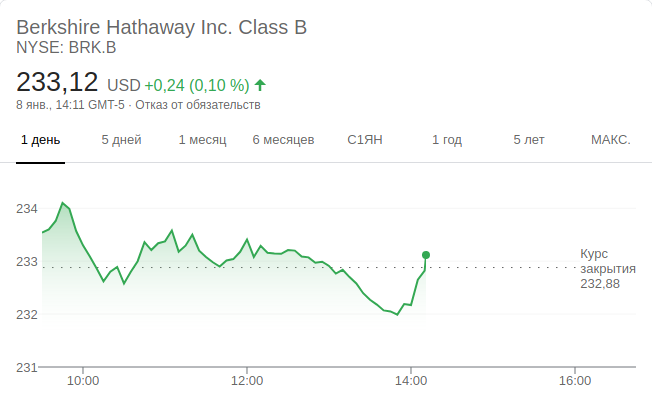 Berkshire Hathaway Inc. Class B
NYSE: BRK.B
233,12 USD +0,24 (0,10 %)
8 янв., 14:11 GMT-5 · Отказ от обязательств
1 день 5 дней 1 месяц 6 месяцев С1ЯН 1 год 5 лет МАКС.
234
233
232
231
Курс
закрытия
232,88
10:00 12:00 14:00 16:00